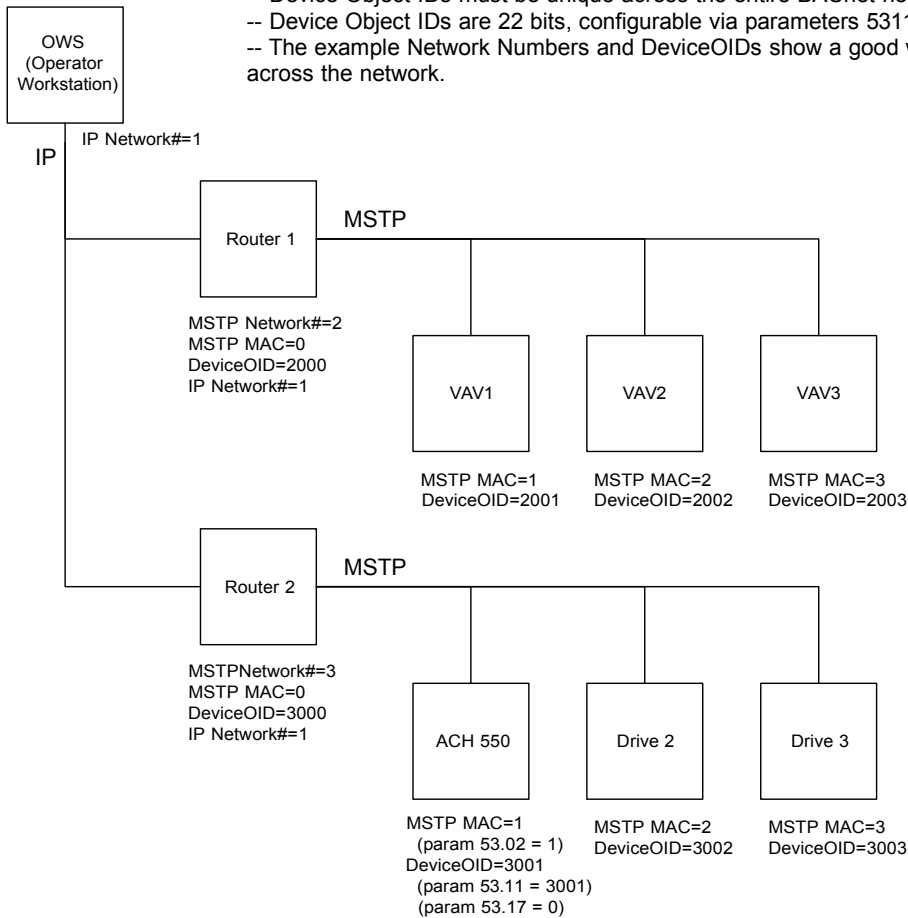 -- Device Object IDs are 22 bits, configurable via parameters 5311
-- The example Network Numbers and DeviceOIDs show a good
across the network.
OWS
(Operator
Workstation)
IP Network#=1
IP
Router 1
MSTP
MSTP Network#=2
MSTP MAC=0
DeviceOID=2000
IP Network#=1
VAV1
VAV2
VAV3
MSTP MAC=1
DeviceOID=2001
MSTP MAC=2
DeviceOID=2002
MSTP MAC=3
DeviceOID=2003
Router 2
MSTP
MSTPNetwork#=3
MSTP MAC=0
DeviceOID=3000
IP Network#=1
ACH 550
Drive 2
Drive 3
MSTP MAC=1
(param 53.02 = 1)
DeviceOID=3001
(param 53.11 = 3001)
(param 53.17 = 0)
MSTP MAC=2
DeviceOID=3002
MSTP MAC=3
DeviceOID=3003